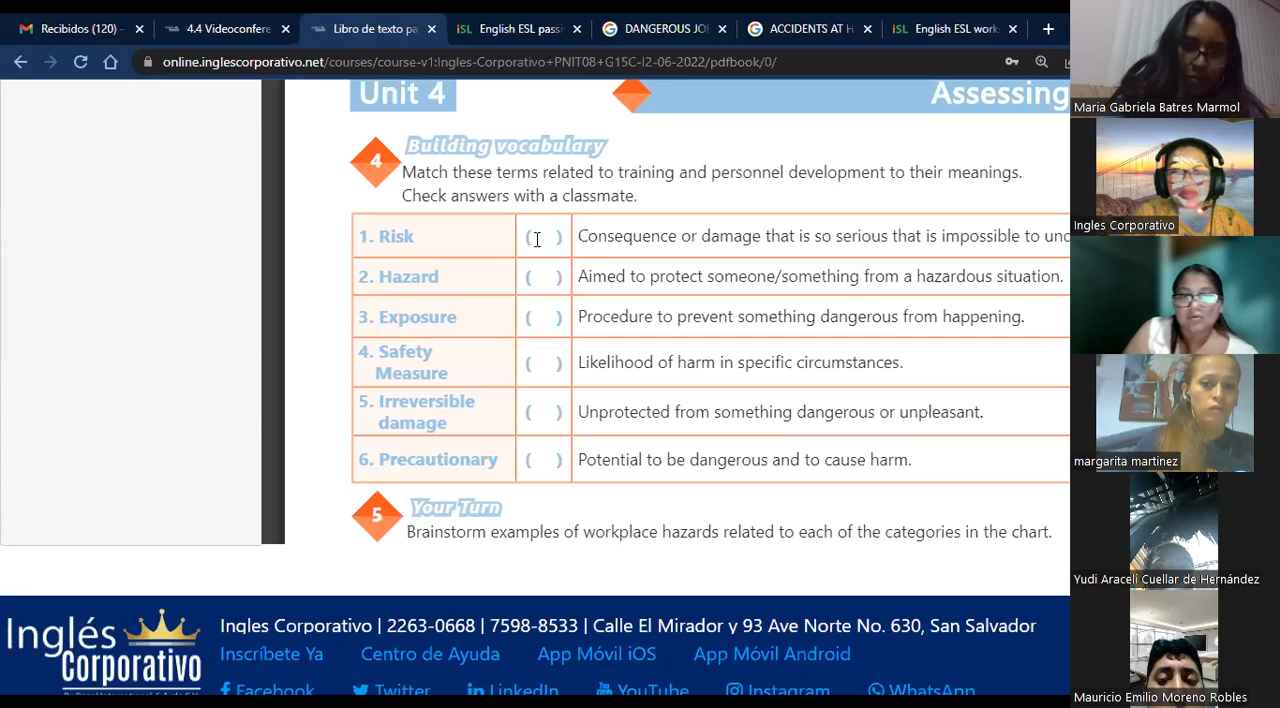 Recibidos (120) -
4.4 Videoconfere
Libro de texto pa
English ESL pass
DANGEROUS JO
ACCIDENTS AT H
English ESL work
online.inglescorporativo.net/courses/course-v1:Ingles-Corporativo+PNIT08+G15C-I2-06-2022/pdfbook/0/
Unit 4
Assessing
4
Building vocabulary
Match these terms related to training and personnel development to their meanings.
Check answers with a classmate.
1. Risk ( ) Consequence or damage that is so serious that is impossible to und
2. Hazard ( ) Aimed to protect someone/something from a hazardous situation.
3. Exposure ( ) Procedure to prevent something dangerous from happening.
4. Safety
Measure ( ) Likelihood of harm in specific circumstances.
5. Irreversible
damage ( ) Unprotected from something dangerous or unpleasant.
6. Precautionary ( ) Potential to be dangerous and to cause harm.
5
Your Turn
Brainstorm examples of workplace hazards related to each of the categories in the chart.
Inglés
Corporativo
Ingles Corporativo | 2263-0668 | 7598-8533 | Calle El Mirador y 93 Ave Norte No. 630, San Salvador
Inscríbete Ya
Centro de Ayuda
App Móvil iOS
App Móvil Android
Facebook
Twitter
LinkedIn
YouTube
Instagram
WhatsApp
Maria Gabriela Batres Marmol
Ingles Corporativo
margarita martinez
Yudi Araceli Cuellar de Hernández
Mauricio Emilio Moreno Robles